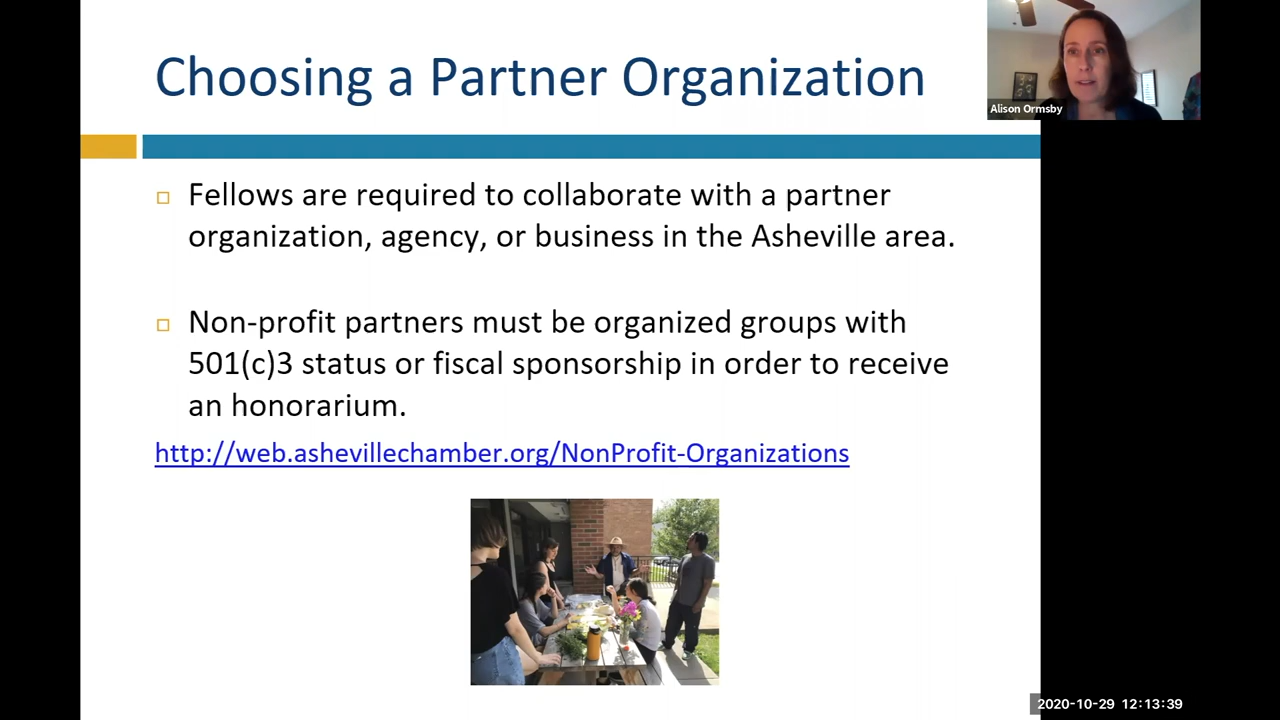 Choosing a Partner Organization
Alison Ormsby
Fellows are required to collaborate with a partner
organization, agency, or business in the Asheville area.
Non-profit partners must be organized groups with
501(c)3 status or fiscal sponsorship in order to receive
an honorarium.
http://web.ashevillechamber.org/NonProfit-Organizations
2020-10-29 12:13:39